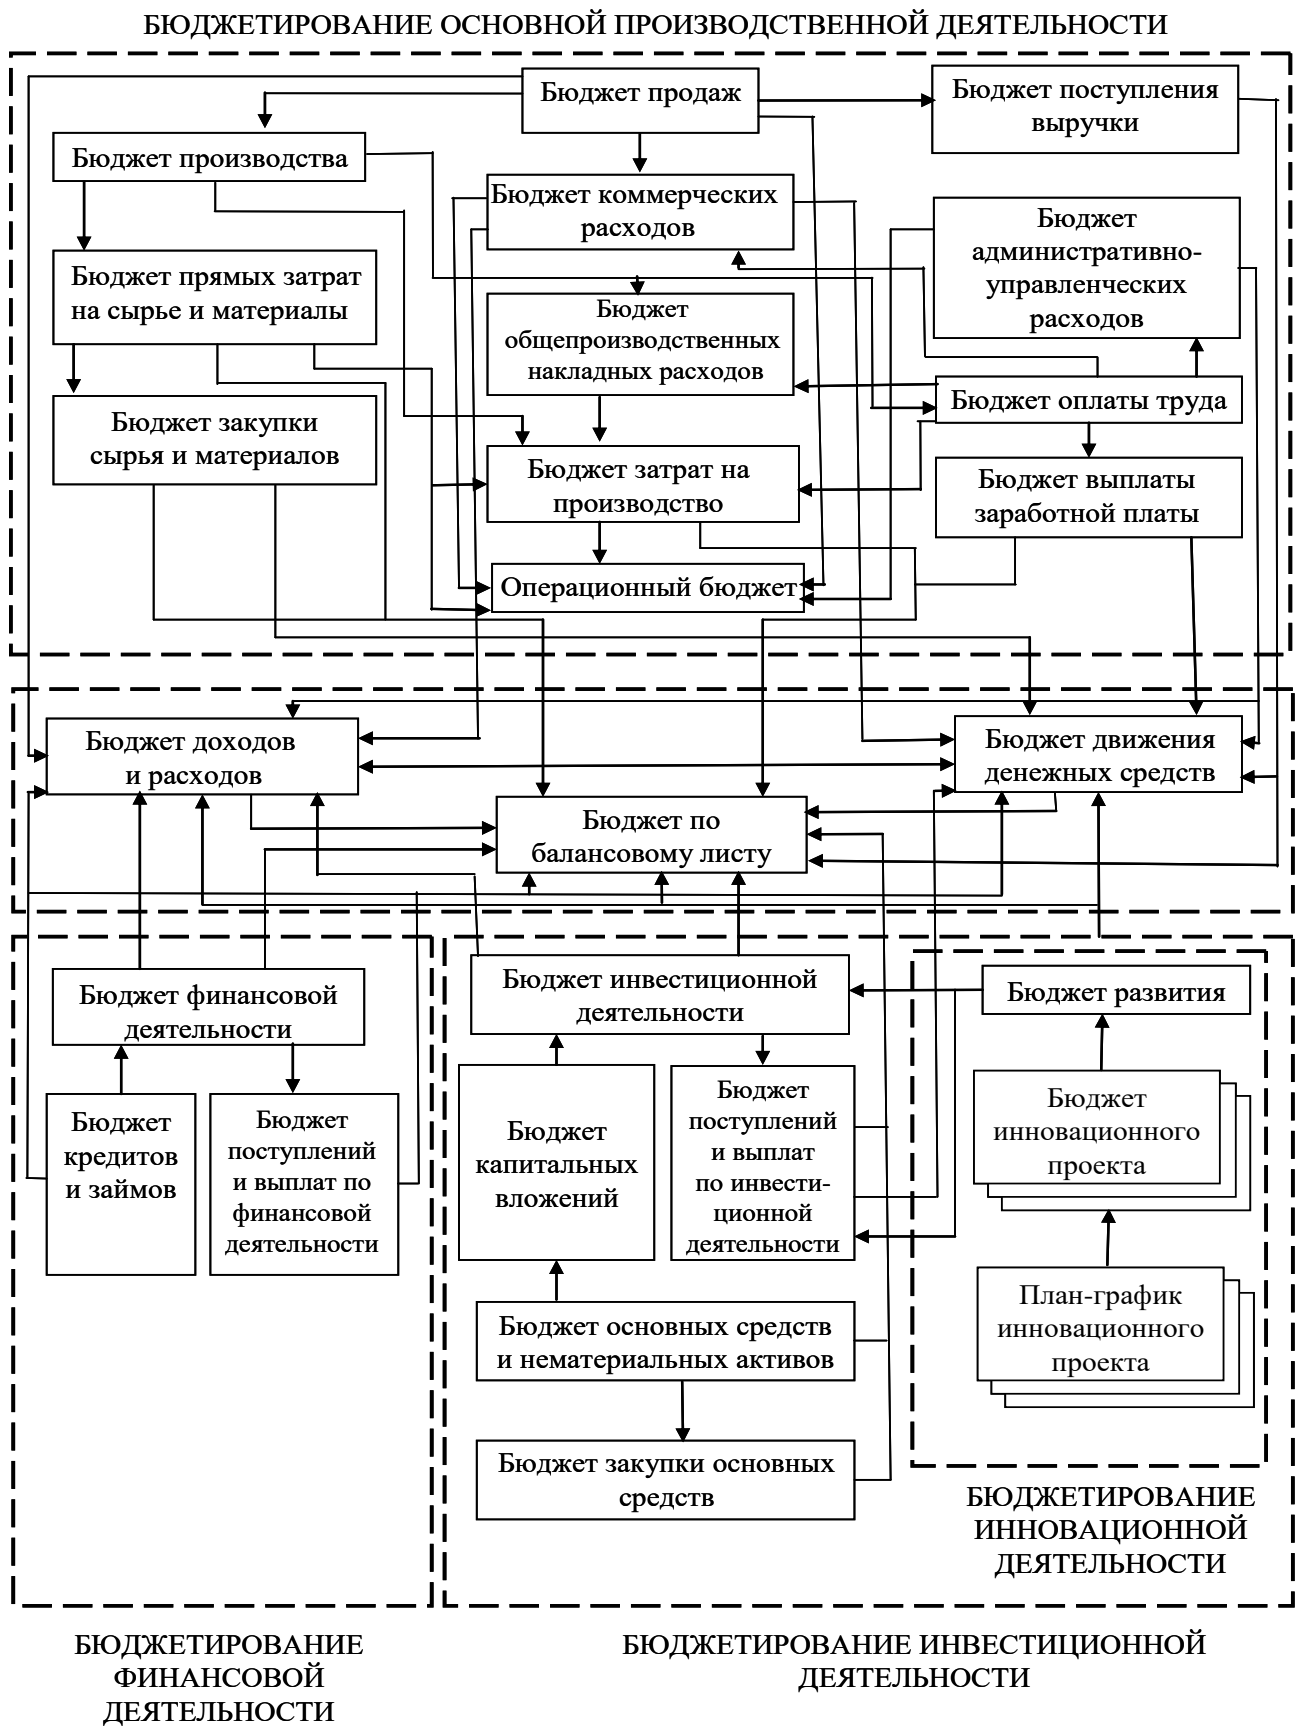 БЮДЖЕТИРОВАНИЕ ОСНОВНОЙ ПРОИЗВОДСТВЕННОЙ ДЕЯТЕЛЬНОСТИ
Бюджет продаж
Бюджет поступления
выручки
Бюджет производства
Бюджет коммерческих
расходов
Бюджет
административно-
управленческих
расходов
Бюджет прямых затрат
на сырье и материалы
Бюджет
общепроизводственных
накладных расходов
Бюджет оплаты труда
Бюджет закупки
сырья и материалов
Бюджет затрат на
производство
Бюджет выплаты
заработной платы
Операционный бюджет
Бюджет доходов
и расходов
Бюджет движения
денежных средств
Бюджет по
балансовому листу
Бюджет финансовой
деятельности
Бюджет
кредитов
и займов
Бюджет
поступлений
и выплат по
финансовой
деятельности
Бюджет инвестиционной
деятельности
Бюджет
капитальных
вложений
Бюджет
поступлений
и выплат
по инвести-
ционной
деятельности
Бюджет основных средств
и нематериальных активов
Бюджет закупки основных
средств
Бюджет развития
Бюджет
инновационного
проекта
План-график
инновационного
проекта
БЮДЖЕТИРОВАНИЕ
ИННОВАЦИОННОЙ
ДЕЯТЕЛЬНОСТИ
БЮДЖЕТИРОВАНИЕ
ФИНАНСОВОЙ
ДЕЯТЕЛЬНОСТИ
БЮДЖЕТИРОВАНИЕ ИНВЕСТИЦИОННОЙ
ДЕЯТЕЛЬНОСТИ